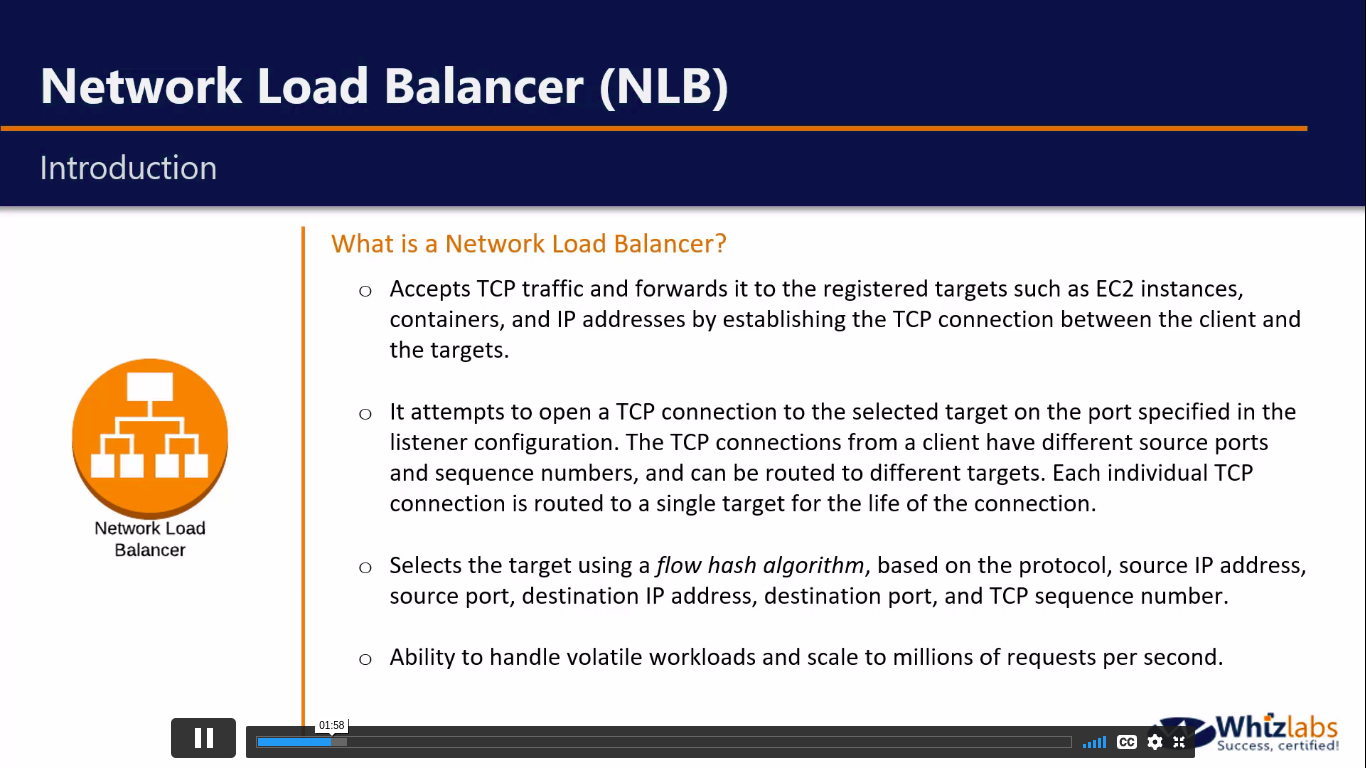 Network Load Balancer (NLB)
Introduction
What is a Network Load Balancer?
o Accepts TCP traffic and forwards it to the registered targets such as EC2 instances,
containers, and IP addresses by establishing the TCP connection between the client and
the targets.
o It attempts to open a TCP connection to the selected target on the port specified in the
listener configuration. The TCP connections from a client have different source ports
and sequence numbers, and can be routed to different targets. Each individual TCP
connection is routed to a single target for the life of the connection.
o Selects the target using a flow hash algorithm, based on the protocol, source IP address,
source port, destination IP address, destination port, and TCP sequence number.
o Ability to handle volatile workloads and scale to millions of requests per second.
Network Load
Balancer
01:58
CC
Whizlabs
Success, certified!